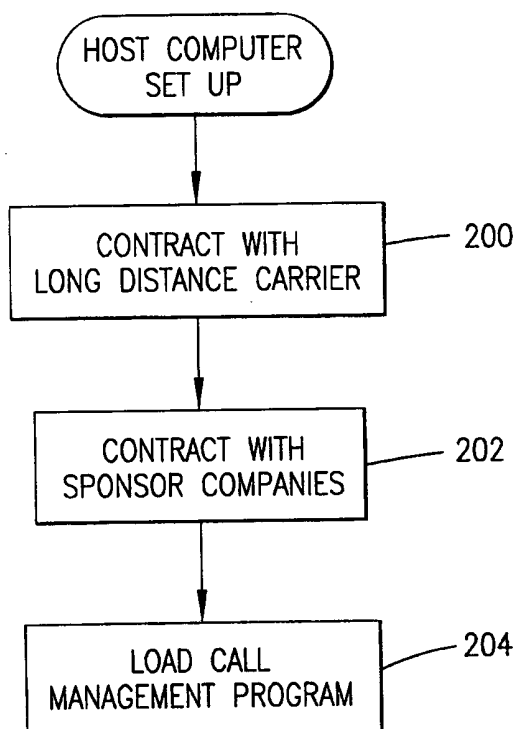 HOST COMPUTER
SET UP
CONTRACT WITH
LONG DISTANCE CARRIER
200
CONTRACT WITH
SPONSOR COMPANIES
202
LOAD CALL
MANAGEMENT PROGRAM
204